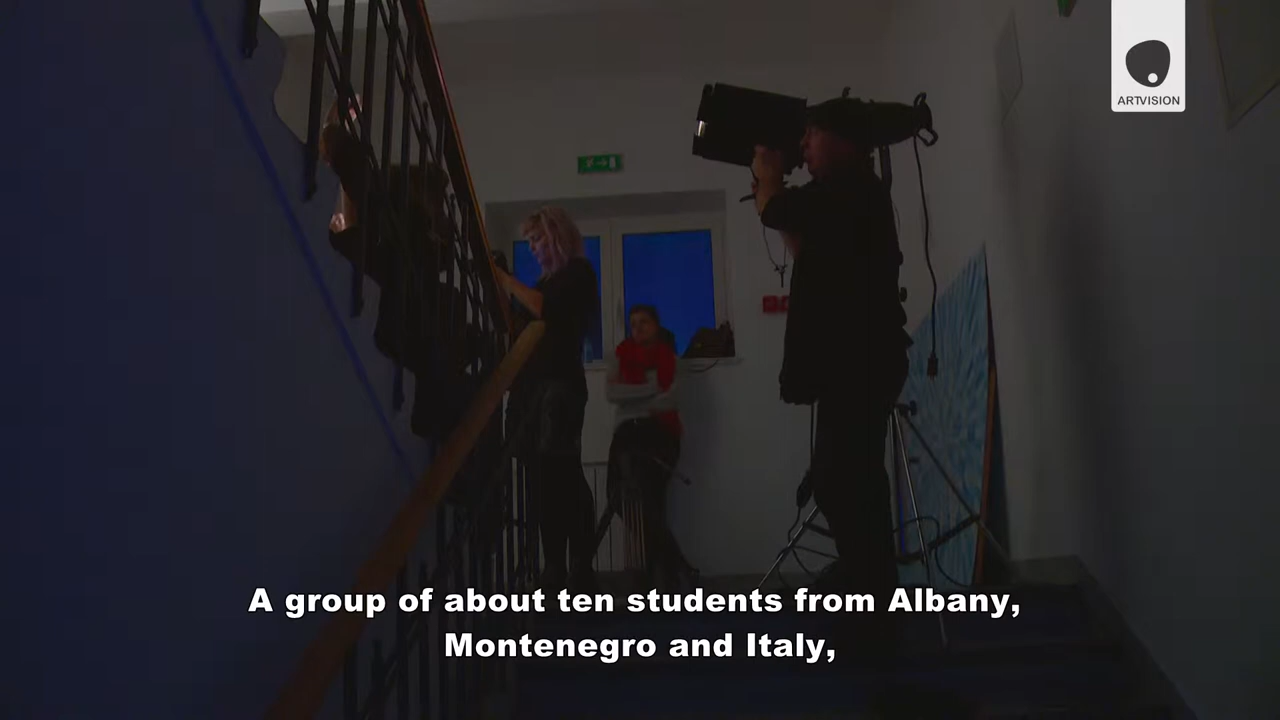 ARTVISION
A group of about ten students from Albany,
Montenegro and Italy,